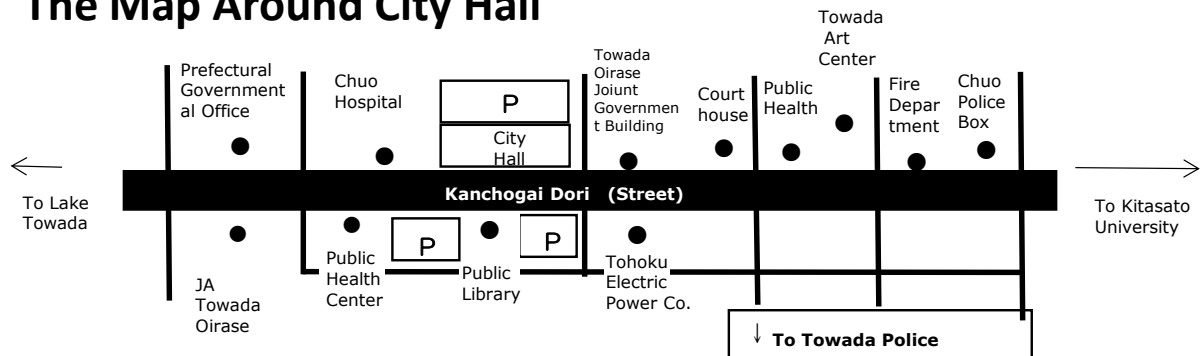 The Map Around City Hall
Towada
Art
Center
Prefectural
Government
al Office
Chuo
Hospital
P
City
Hall
Towada
Oirase
Joiunt
Governmen
t Building
Court
house
Public
Health
Fire
Depar
tment
Chuo
Police
Box
To Lake
Towada
Kanchogai Dori (Street)
To Kitasato
University
JA
Towada
Oirase
Public
Health
Center
P
Public
Library
P
Tohoku
Electric
Power Co.
↓ To Towada Police